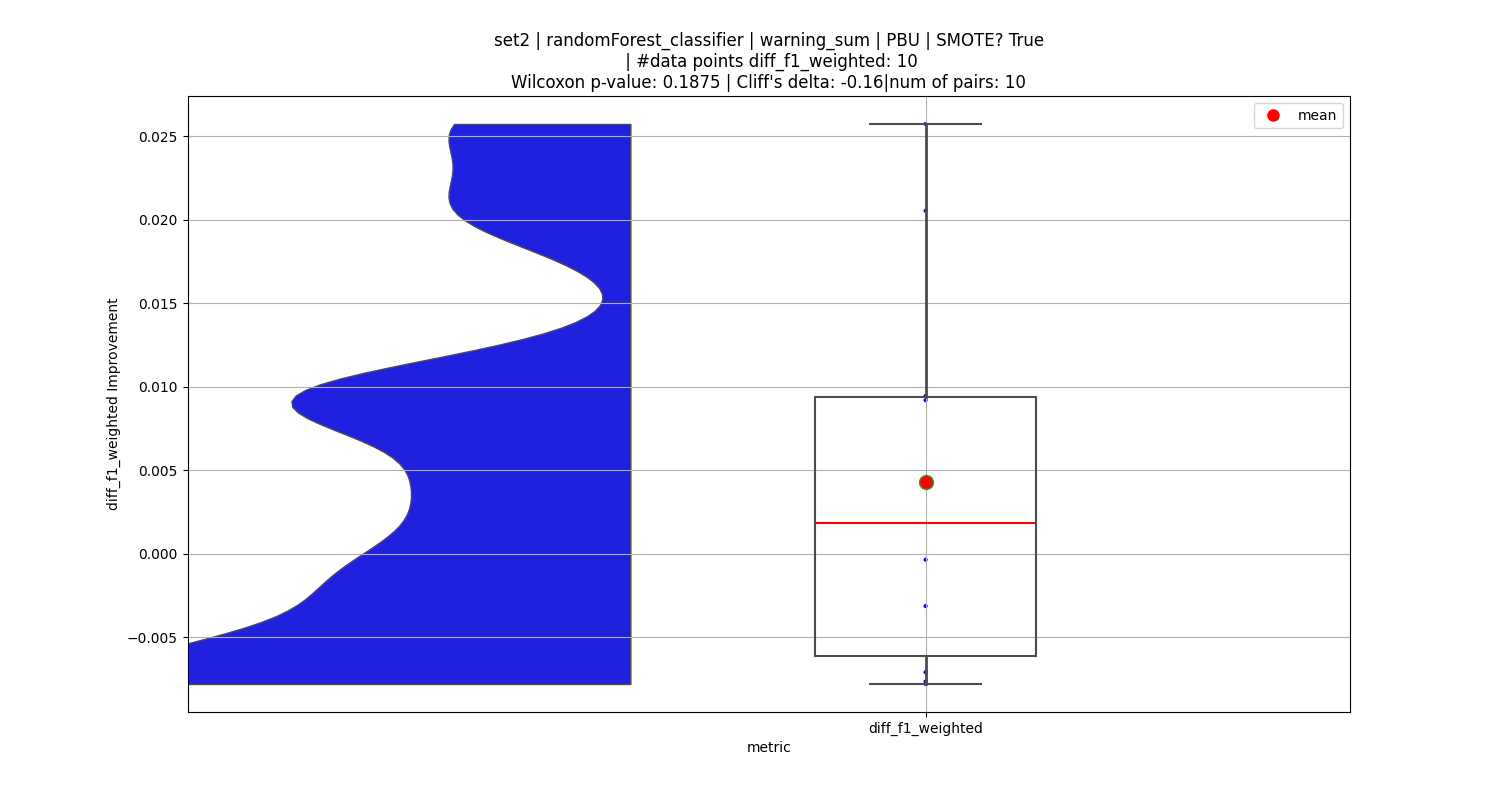 set2 | randomForest_classifier | warning_sum | PBU | SMOTE? True
| #data points diff_f1_weighted: 10
Wilcoxon p-value: 0.1875 | Cliff's delta: -0.16|num of pairs: 10
mean
0.025
0.020
0.015
0.010
0.005
0.000
−0.005
diff_f1_weighted Improvement
diff_f1_weighted
metric